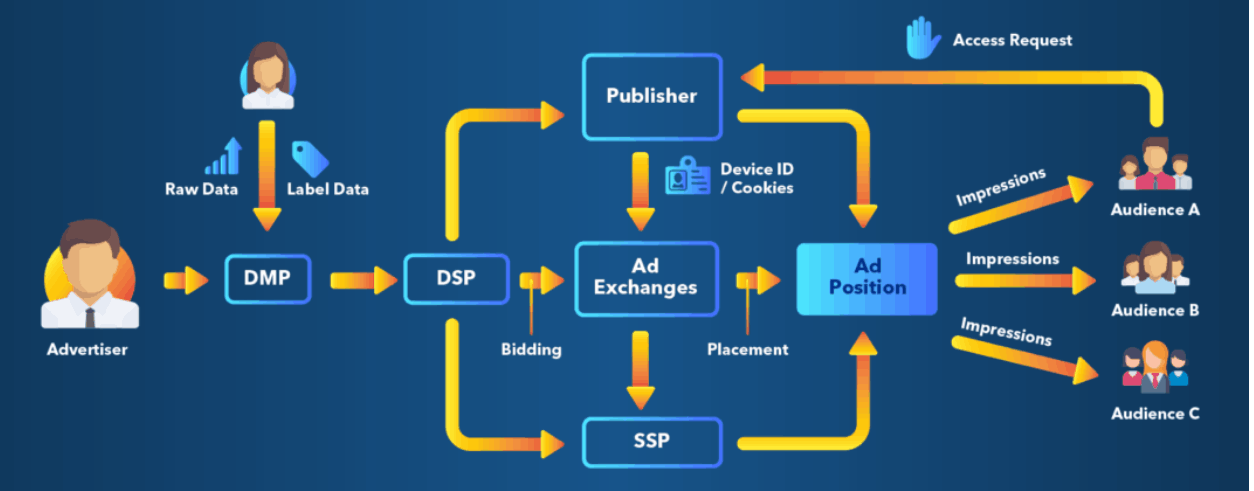 Access Request
Publisher
Raw Data
Label Data
Device ID
/ Cookies
Impressions
Audience A
Advertiser
DMP
DSP
Bidding
Ad
Exchanges
Placement
Ad
Position
Impressions
Audience B
SSP
Impressions
Audience C